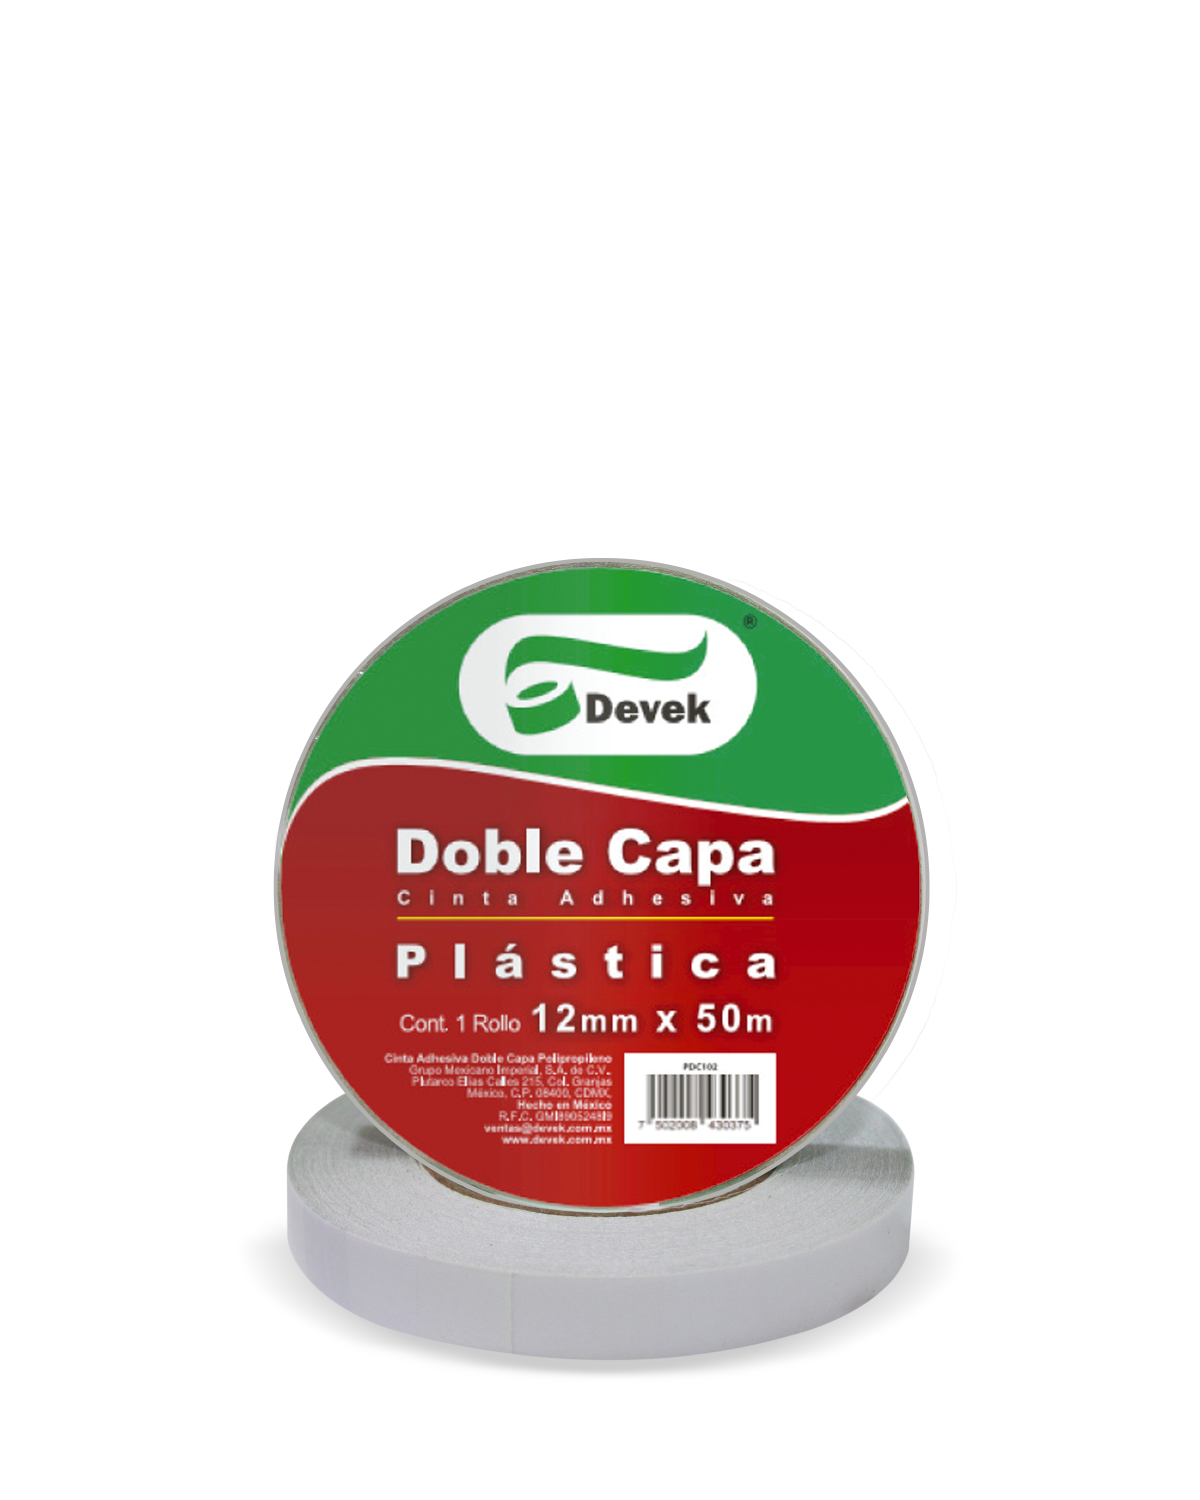 ®
Devek
Doble Capa
Cinta Adhesiva
Plástica
Cont. 1 Rollo 12mm x 50m
Cinta Adhesiva Doble Capa Polipropileno
Grupo Mexicano Imperial, S.A. de C.V.
Plutarco Elías Calles 215, Col. Granjas
México, C.P. 08400, CDMX.
Hecho en México
R.F.C. GMI8905248I9
ventas@devek.com.mx
www.devek.com.mx
PDC102
7 502008 430375